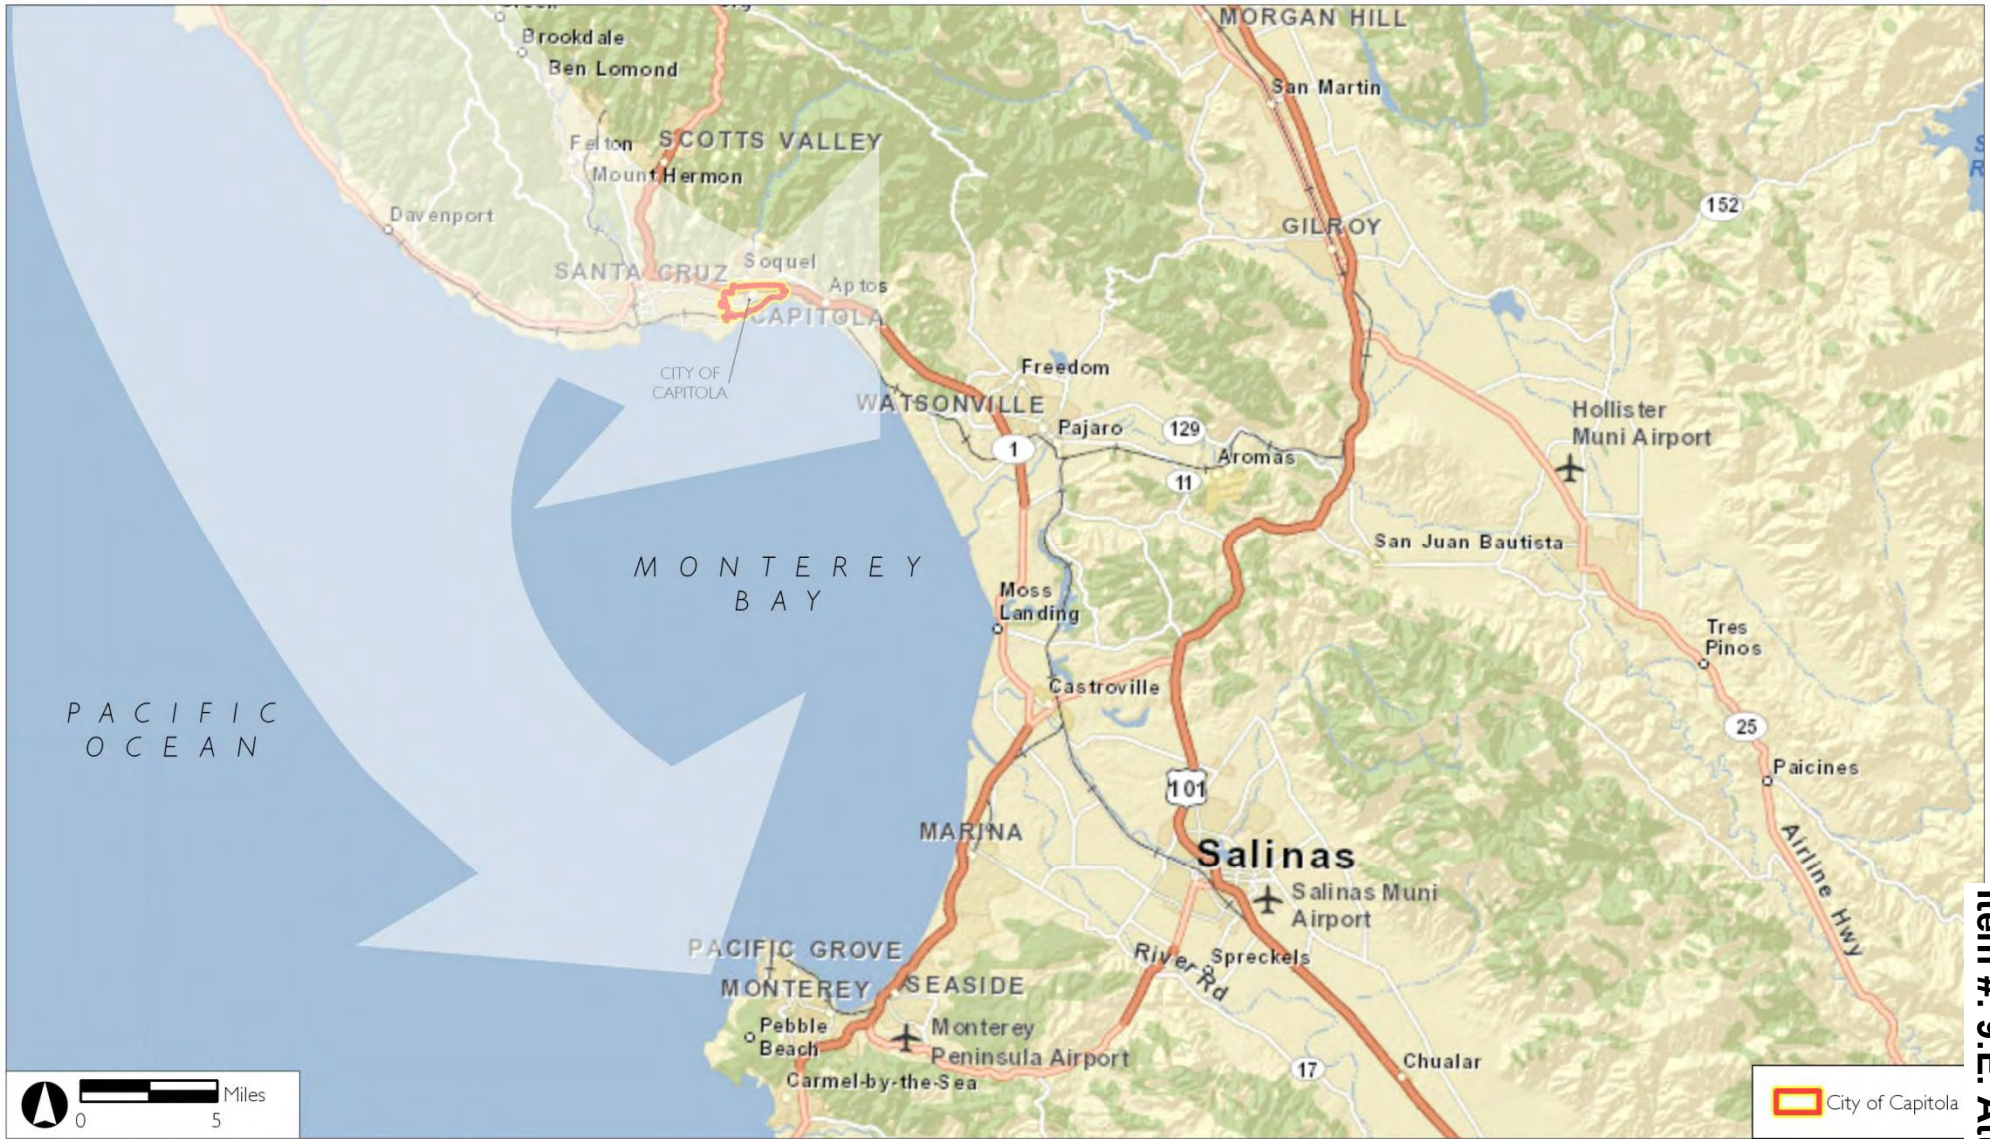 MORGAN HILL
Brookdale
Ben Lomond
San Martin
Felton
SCOTTS VALLEY
Mount Hermon
152
Davenport
GILROY
SANTA CRUZ
Soquel
Aptos
CAPITOLA
CITY OF
CAPITOLA
Freedom
WATSONVILLE
Hollister
Muni Airport
Pajaro
129
1
Aromas
11
San Juan Bautista
MONTEREY
BAY
Moss
Landing
Tres
Pinos
Castroville
PACIFIC
OCEAN
25
Paicines
101
MARINA
Salinas
Airline Hwy
Salinas Muni
Airport
PACIFIC GROVE
River Rd
Spreckels
MONTEREY
SEASIDE
Pebble
Beach
Monterey
Peninsula Airport
17
Chualar
Carmel-by-the-Sea
Miles
0 5
City of Capitola
Item #: 9.E.